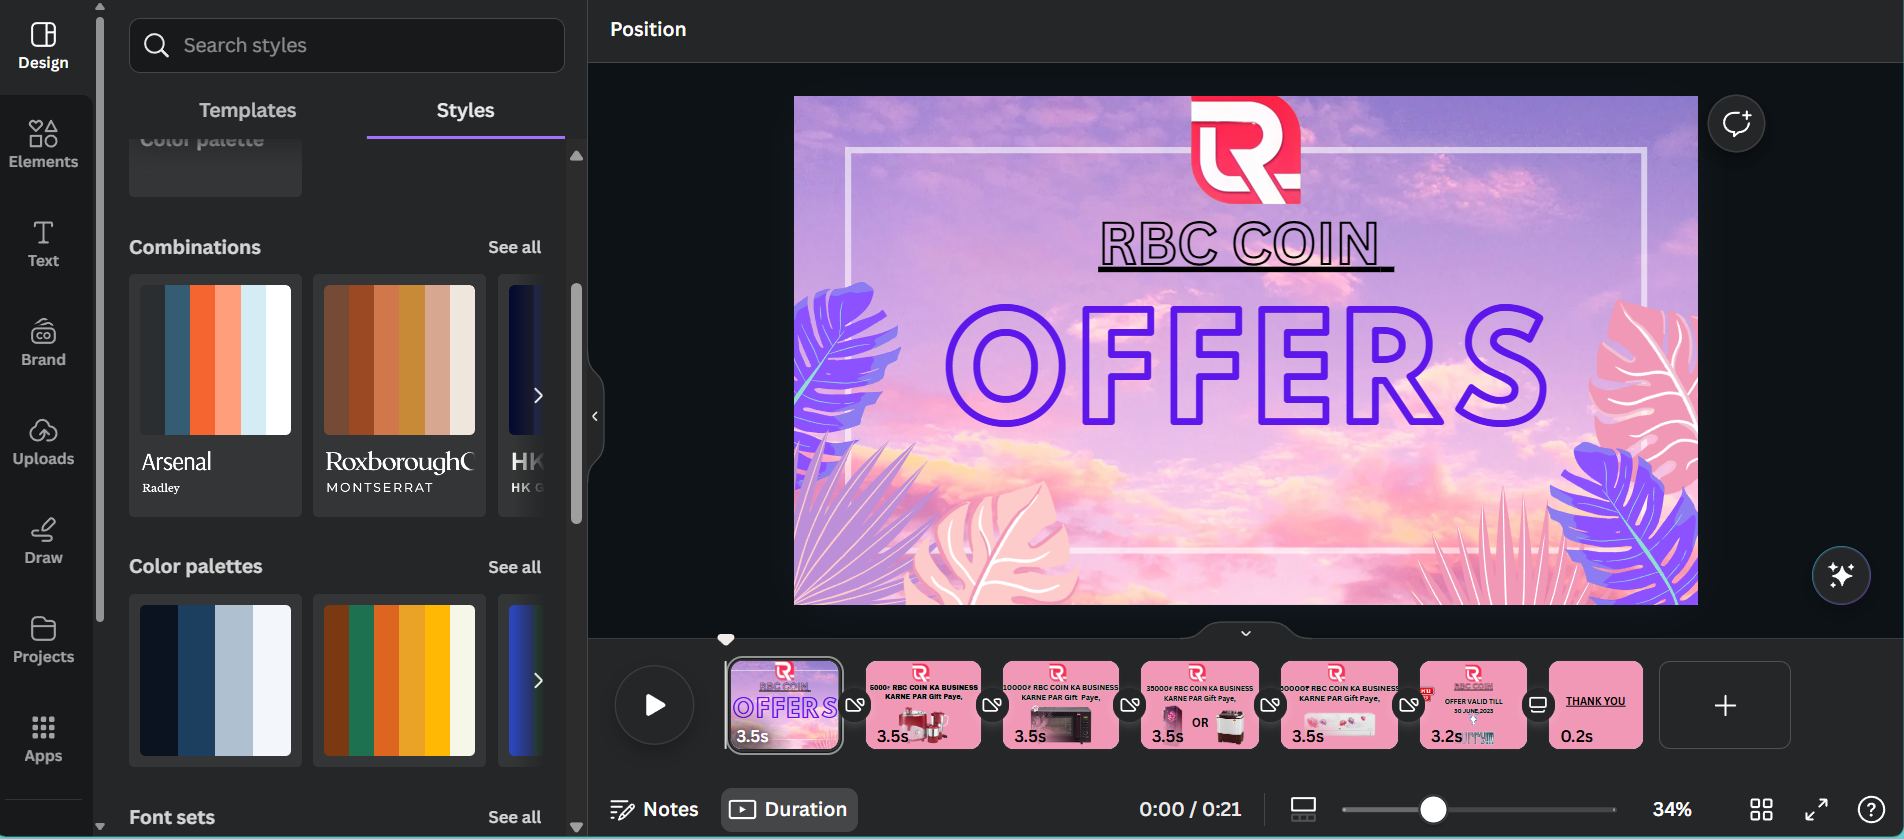 Design
Elements
Text
Brand
Uploads
Draw
Projects
Apps
Search styles
Templates
Styles
Color palette
Combinations
See all
Arsenal
Radley
RoxboroughC
MONTSERRAT
HK
HK G
Color palettes
See all
Font sets
See all
Position
RBC COIN
OFFERS
RBC COIN
OFFERS
3.5s
5000₹ RBC COIN KA BUSINESS
KARNE PAR Gift Paye,
3.5s
10000₹ RBC COIN KA BUSINESS
KARNE PAR Gift Paye,
3.5s
35000₹ RBC COIN KA BUSINESS
KARNE PAR Gift Paye,
OR
3.5s
50000₹ RBC COIN KA BUSINESS
KARNE PAR Gift Paye,
3.5s
RBC COIN
OFFER VALID TILL
30 JUNE,2023
3.2s
THANK YOU
0.2s
Notes
Duration
0:00 / 0:21
34%